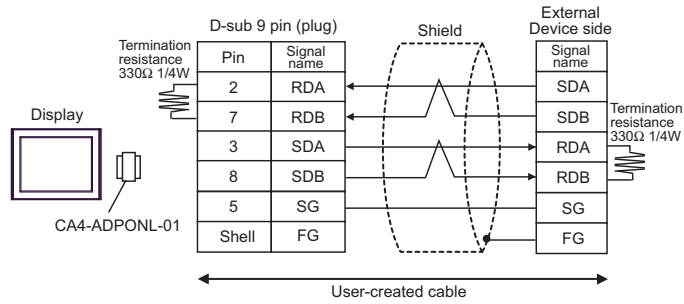 D-sub 9 pin (plug)
Shield
External
Device side
Termination
resistance
330Ω 1/4W
Pin
Signal
name
Signal
name
2
RDA
SDA
7
RDB
SDB
3
SDA
RDA
8
SDB
RDB
5
SG
SG
Shell
FG
FG
Termination
resistance
330Ω 1/4W
Display
CA4-ADPONL-01
User-created cable